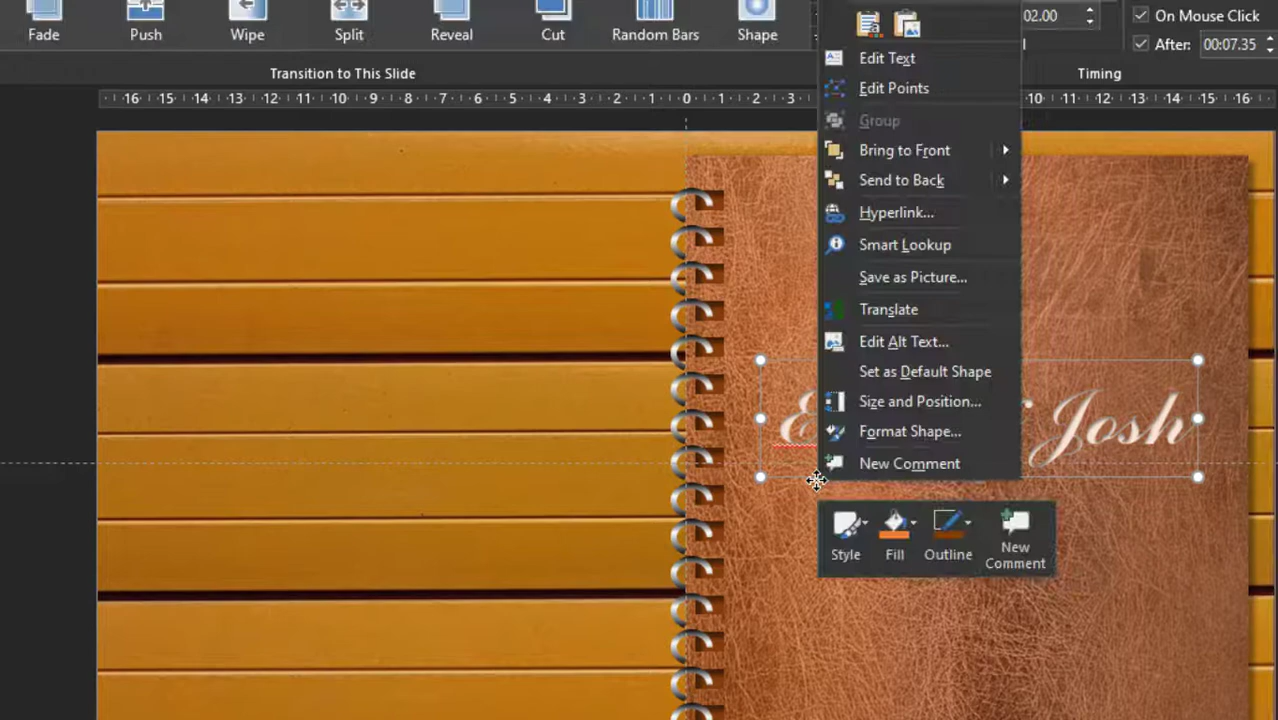 Fade Push Wipe Split Reveal Cut Random Bars Shape
02.00
On Mouse Click
After: 00:07.35
Transition to This Slide
Timing
16 15 14 13 12 11 10 9 8 7 6 5 4 3 2 1 0 1 2 3
10 11 12 13 14 15 16
Edit Text
Edit Points
Group
Bring to Front
Send to Back
Hyperlink...
Smart Lookup
Save as Picture...
Translate
Edit Alt Text...
Set as Default Shape
Size and Position...
Format Shape...
New Comment
Josh
Style
Fill
Outline
New Comment